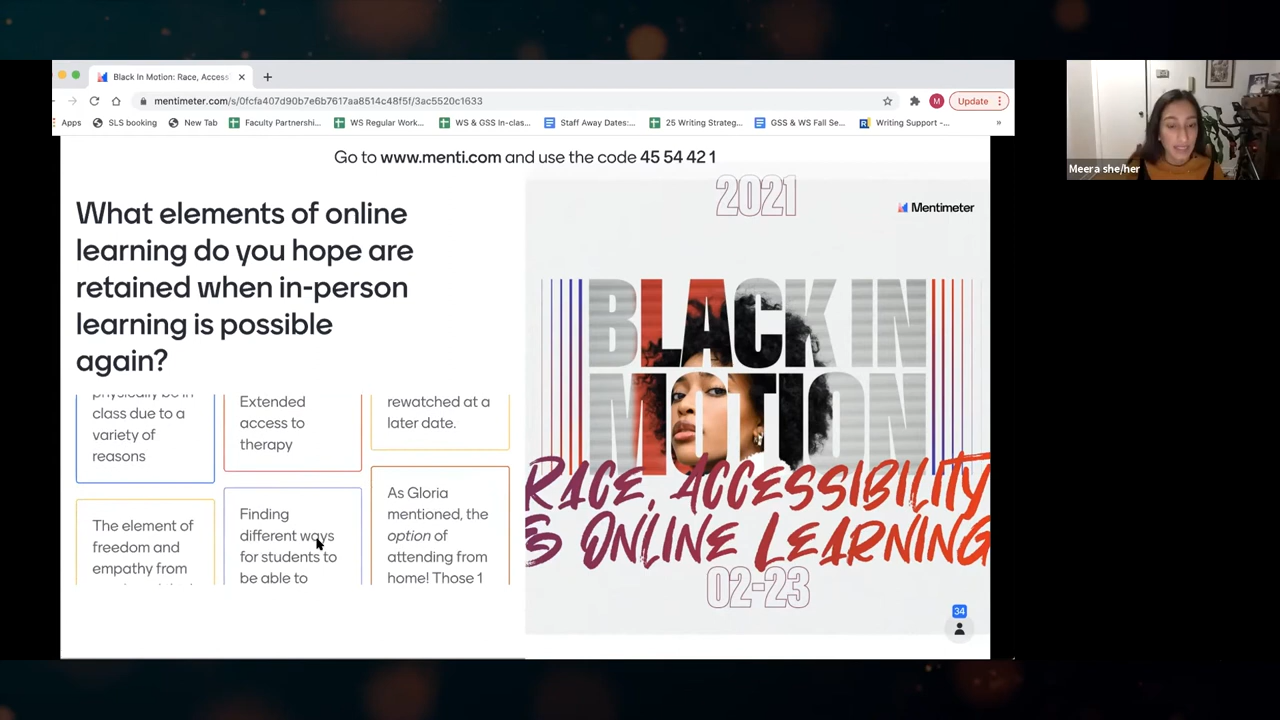 Black In Motion: Race, Access
mentimeter.com/s/0fcfa407d90b7e6b7617aa8514c48f5f/3ac5520c1633
M
Update
Apps
SLS booking
New Tab
Faculty Partnershi...
WS Regular Work...
WS & GSS In-clas...
Staff Away Dates:...
25 Writing Strateg...
GSS & WS Fall Se...
Writing Support -...
»
Go to www.menti.com and use the code 45 54 42 1
What elements of online
learning do you hope are
retained when in-person
learning is possible
again?
physically be in
class due to a
variety of
reasons
Extended
access to
therapy
rewatched at a
later date.
The element of
freedom and
empathy from
Finding
different ways
for students to
be able to
As Gloria
mentioned, the
option of
attending from
home! Those 1
2021
Mentimeter
BLACK IN
MOTION
RACE, ACCESSIBILITY
& ONLINE LEARNING
02-23
34
Meera she/her